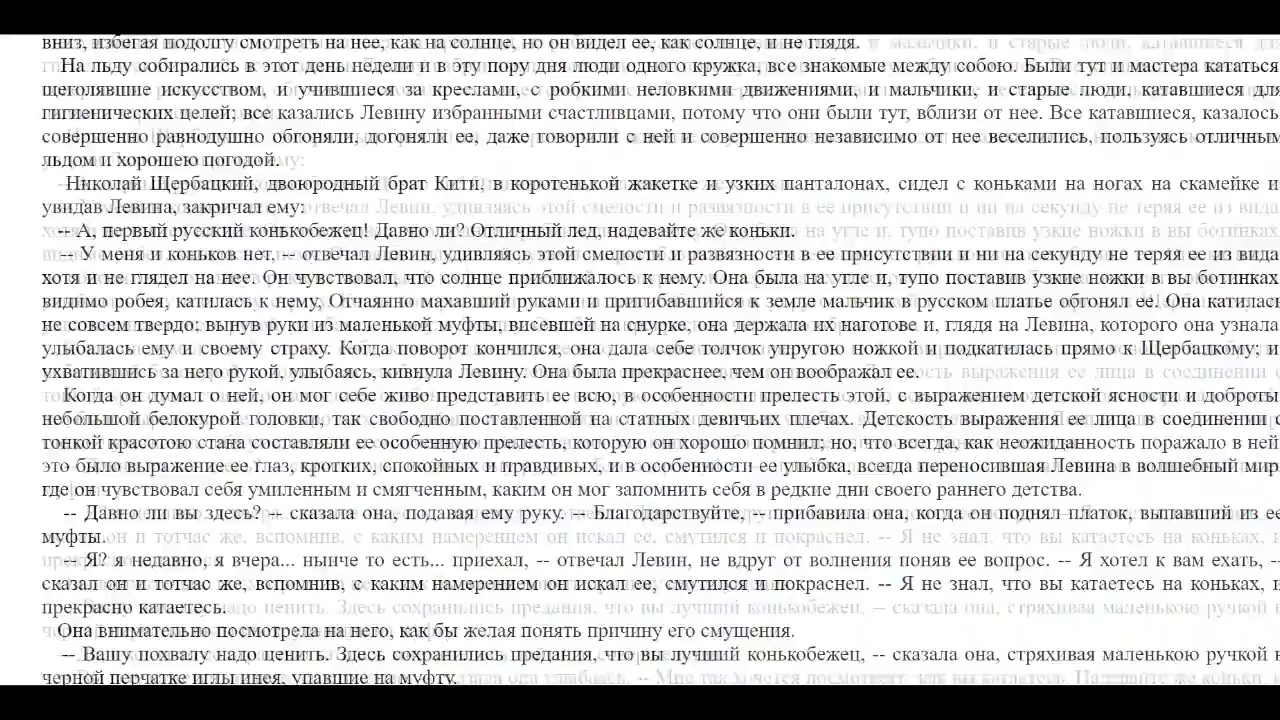 вниз, избегая подолгу смотреть на нее, как на солнце, но он видел ее, как солнце, и не глядя.
На льду собирались в этот день недели и в эту пору дня люди одного кружка, все знакомые между собою. Были тут и мастера кататься
щеголявшие искусством, и учившиеся за креслами, с робкими неловкими движениями, и мальчики, и старые люди, катавшиеся для
гигиенических целей; все казались Левину избранными счастливцами, потому что они были тут, вблизи от нее. Все катавшиеся, казалось
совершенно равнодушно обгоняли, догоняли ее, даже говорили с ней и совершенно независимо от нее веселились, пользуясь отличным
льдом и хорошею погодой.
Николай Щербацкий, двоюродный брат Кити, в коротенькой жакетке и узких панталонах, сидел с коньками на ногах на скамейке и
увидав Левина, закричал ему:
-- А, первый русский конькобежец! Давно ли? Отличный лед, надевайте же коньки.
-- У меня и коньков нет, -- отвечал Левин, удивляясь этой смелости и развязности в ее присутствии и ни на секунду не теряя ее из вида
хотя и не глядел на нее. Он чувствовал, что солнце приближалось к нему. Она была на угле и, тупо поставив узкие ножки в вы ботинках
видимо робея, катилась к нему, Отчаянно махавший руками и пригибавшийся к земле мальчик в русском платье обгонял ее. Она катилась
не совсем твердо; вынув руки из маленькой муфты, висевшей на снурке, она держала их наготове и, глядя на Левина, которого она узнала
улыбалась ему и своему страху. Когда поворот кончился, она дала себе толчок упругою ножкой и подкатилась прямо к Щербацкому; и
ухватившись за него рукой, улыбаясь, кивнула Левину. Она была прекраснее, чем он воображал ее.
Когда он думал о ней, он мог себе живо представить ее всю, в особенности прелесть этой, с выражением детской ясности и доброты
небольшой белокурой головки, так свободно поставленной на статных девичьих плечах. Детскость выражения ее лица в соединении с
тонкой красотою стана составляли ее особенную прелесть, которую он хорошо помнил; но, что всегда, как неожиданность поражало в ней
это было выражение ее глаз, кротких, спокойных и правдивых, и в особенности ее улыбка, всегда переносившая Левина в волшебный мир
где он чувствовал себя умиленным и смягченным, каким он мог запомнить себя в редкие дни своего раннего детства.
-- Давно ли вы здесь? -- сказала она, подавая ему руку. -- Благодарствуйте, -- прибавила она, когда он поднял платок, выпавший из ее
муфты.
-- Я? я недавно, я вчера... нынче то есть... приехал, -- отвечал Левин, не вдруг от волнения поняв ее вопрос. -- Я хотел к вам ехать, --
сказал он и тотчас же, вспомнив, с каким намерением он искал ее, смутился и покраснел. -- Я не знал, что вы катаетесь на коньках, и
прекрасно катаетесь.
Она внимательно посмотрела на него, как бы желая понять причину его смущения.
-- Вашу похвалу надо ценить. Здесь сохранились предания, что вы лучший конькобежец, -- сказала она, стряхивая маленькою ручкой в
черной перчатке иглы инея, упавшие на муфту.